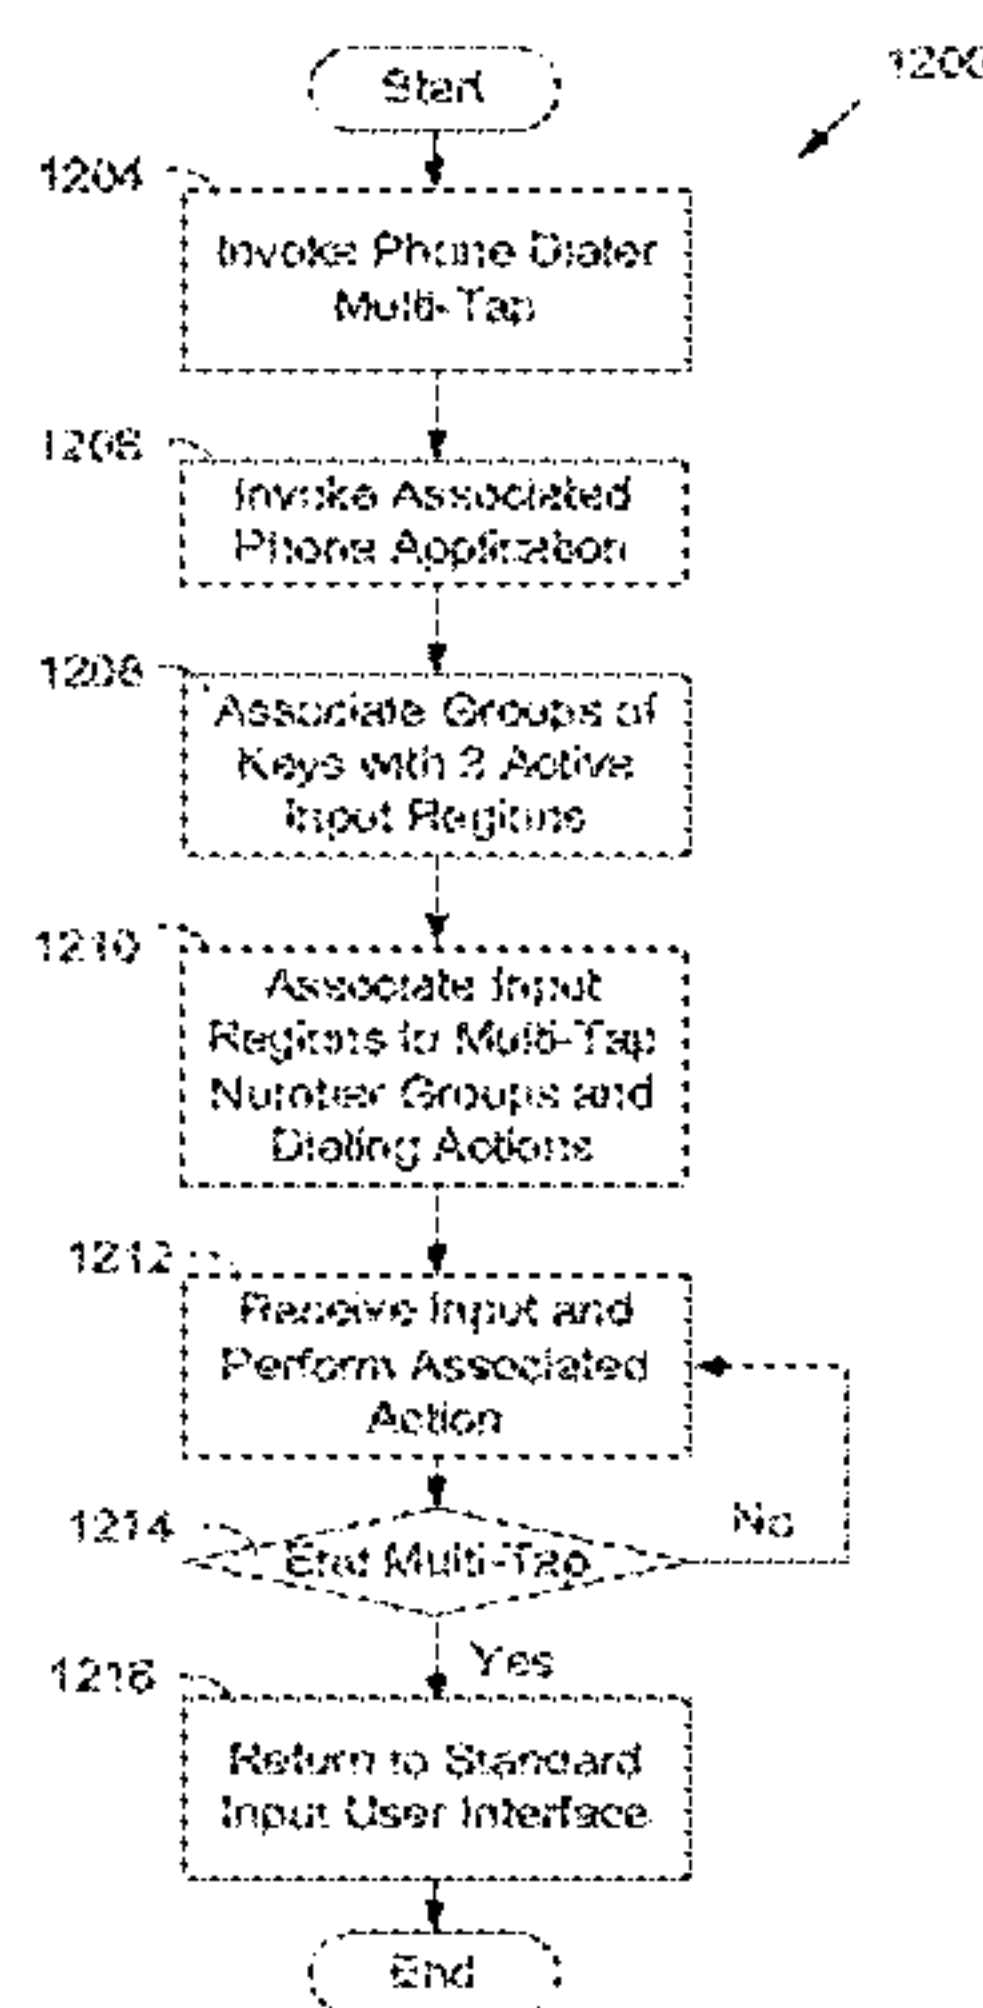 Start
1200
1204
Invoke Phone Dialer
Multi-Tap
Invoke Associated
Phone Application
1208
Associate Groups of
Keys with Active
Input Regions
1210
Associate Input
Regions to Multi-Tap
Number Groups and
Dialing Actions
1212
Receive Input and
Perform Associated
Action
1214
End Multi-Tap
No
Yes
1216
Return to Standard
Input User Interface
End